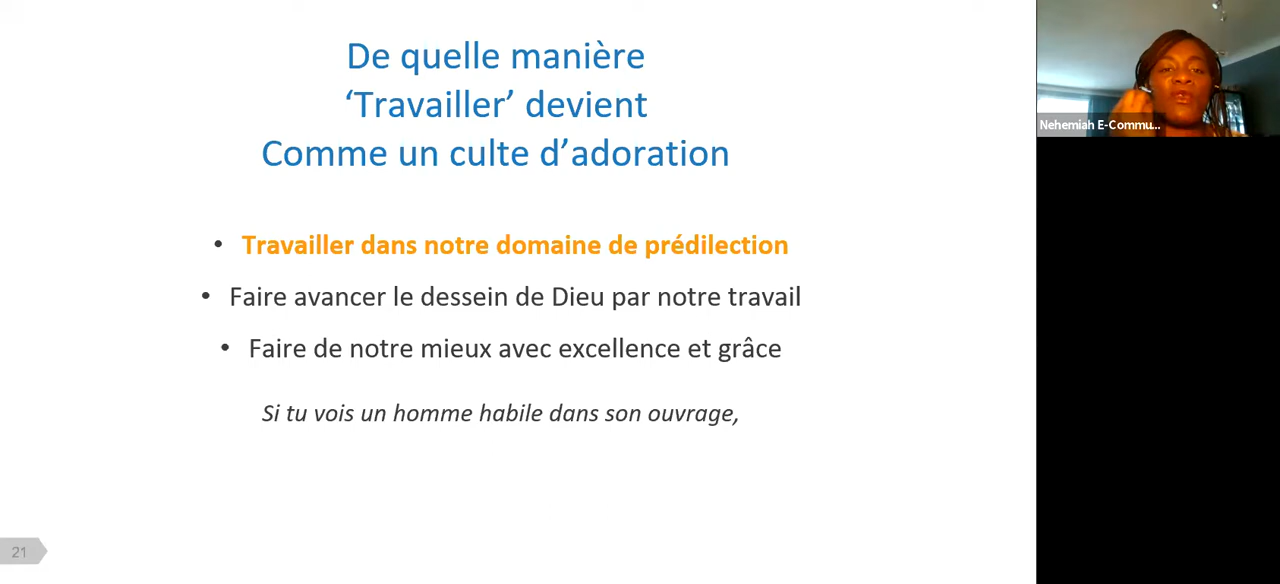 De quelle manière
‘Travailler’ devient
Comme un culte d’adoration
• Travailler dans notre domaine de prédilection
• Faire avancer le dessein de Dieu par notre travail
• Faire de notre mieux avec excellence et grâce
Si tu vois un homme habile dans son ouvrage,
21
Nehemiah E-Commu...